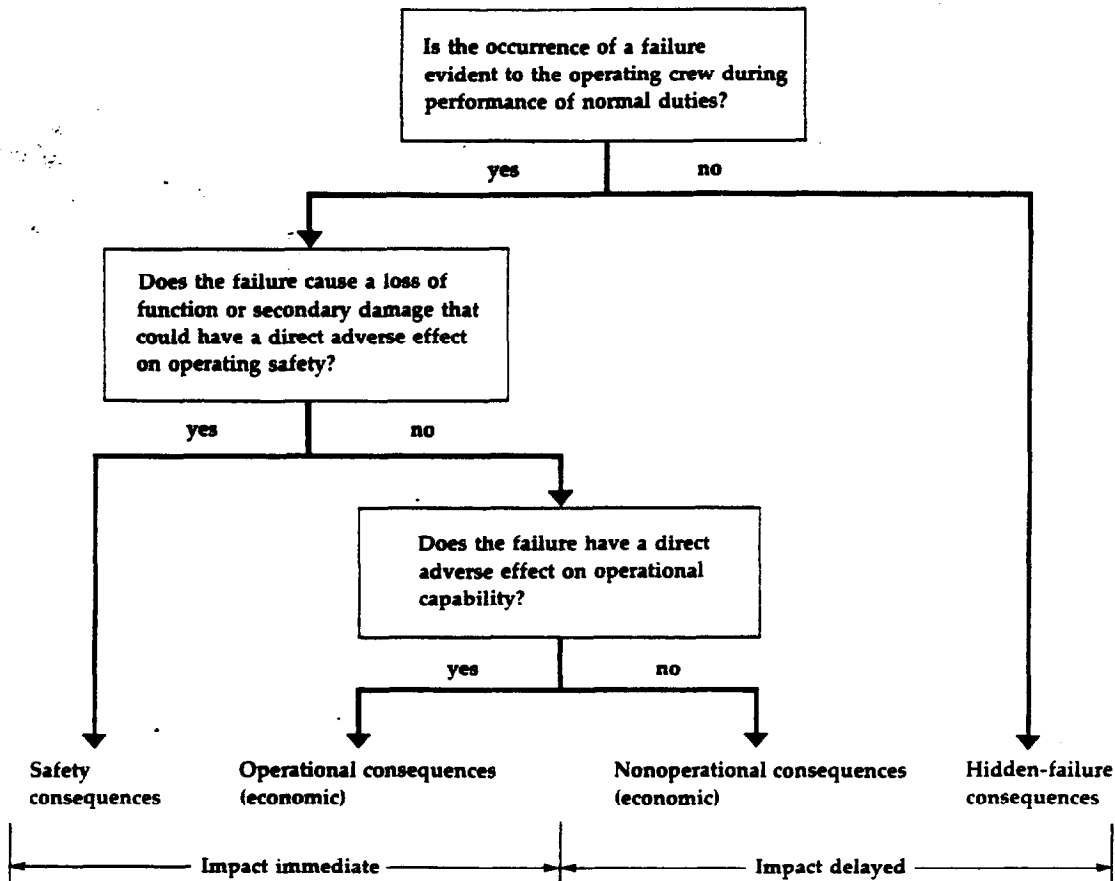 Is the occurrence of a failure
evident to the operating crew during
performance of normal duties?
yes no
Does the failure cause a loss of
function or secondary damage that
could have a direct adverse effect
on operating safety?
yes no
Does the failure have a direct
adverse effect on operational
capability?
yes no
Safety
consequences
Operational consequences
(economic)
Nonoperational consequences
(economic)
Hidden-failure
consequences
Impact immediate
Impact delayed